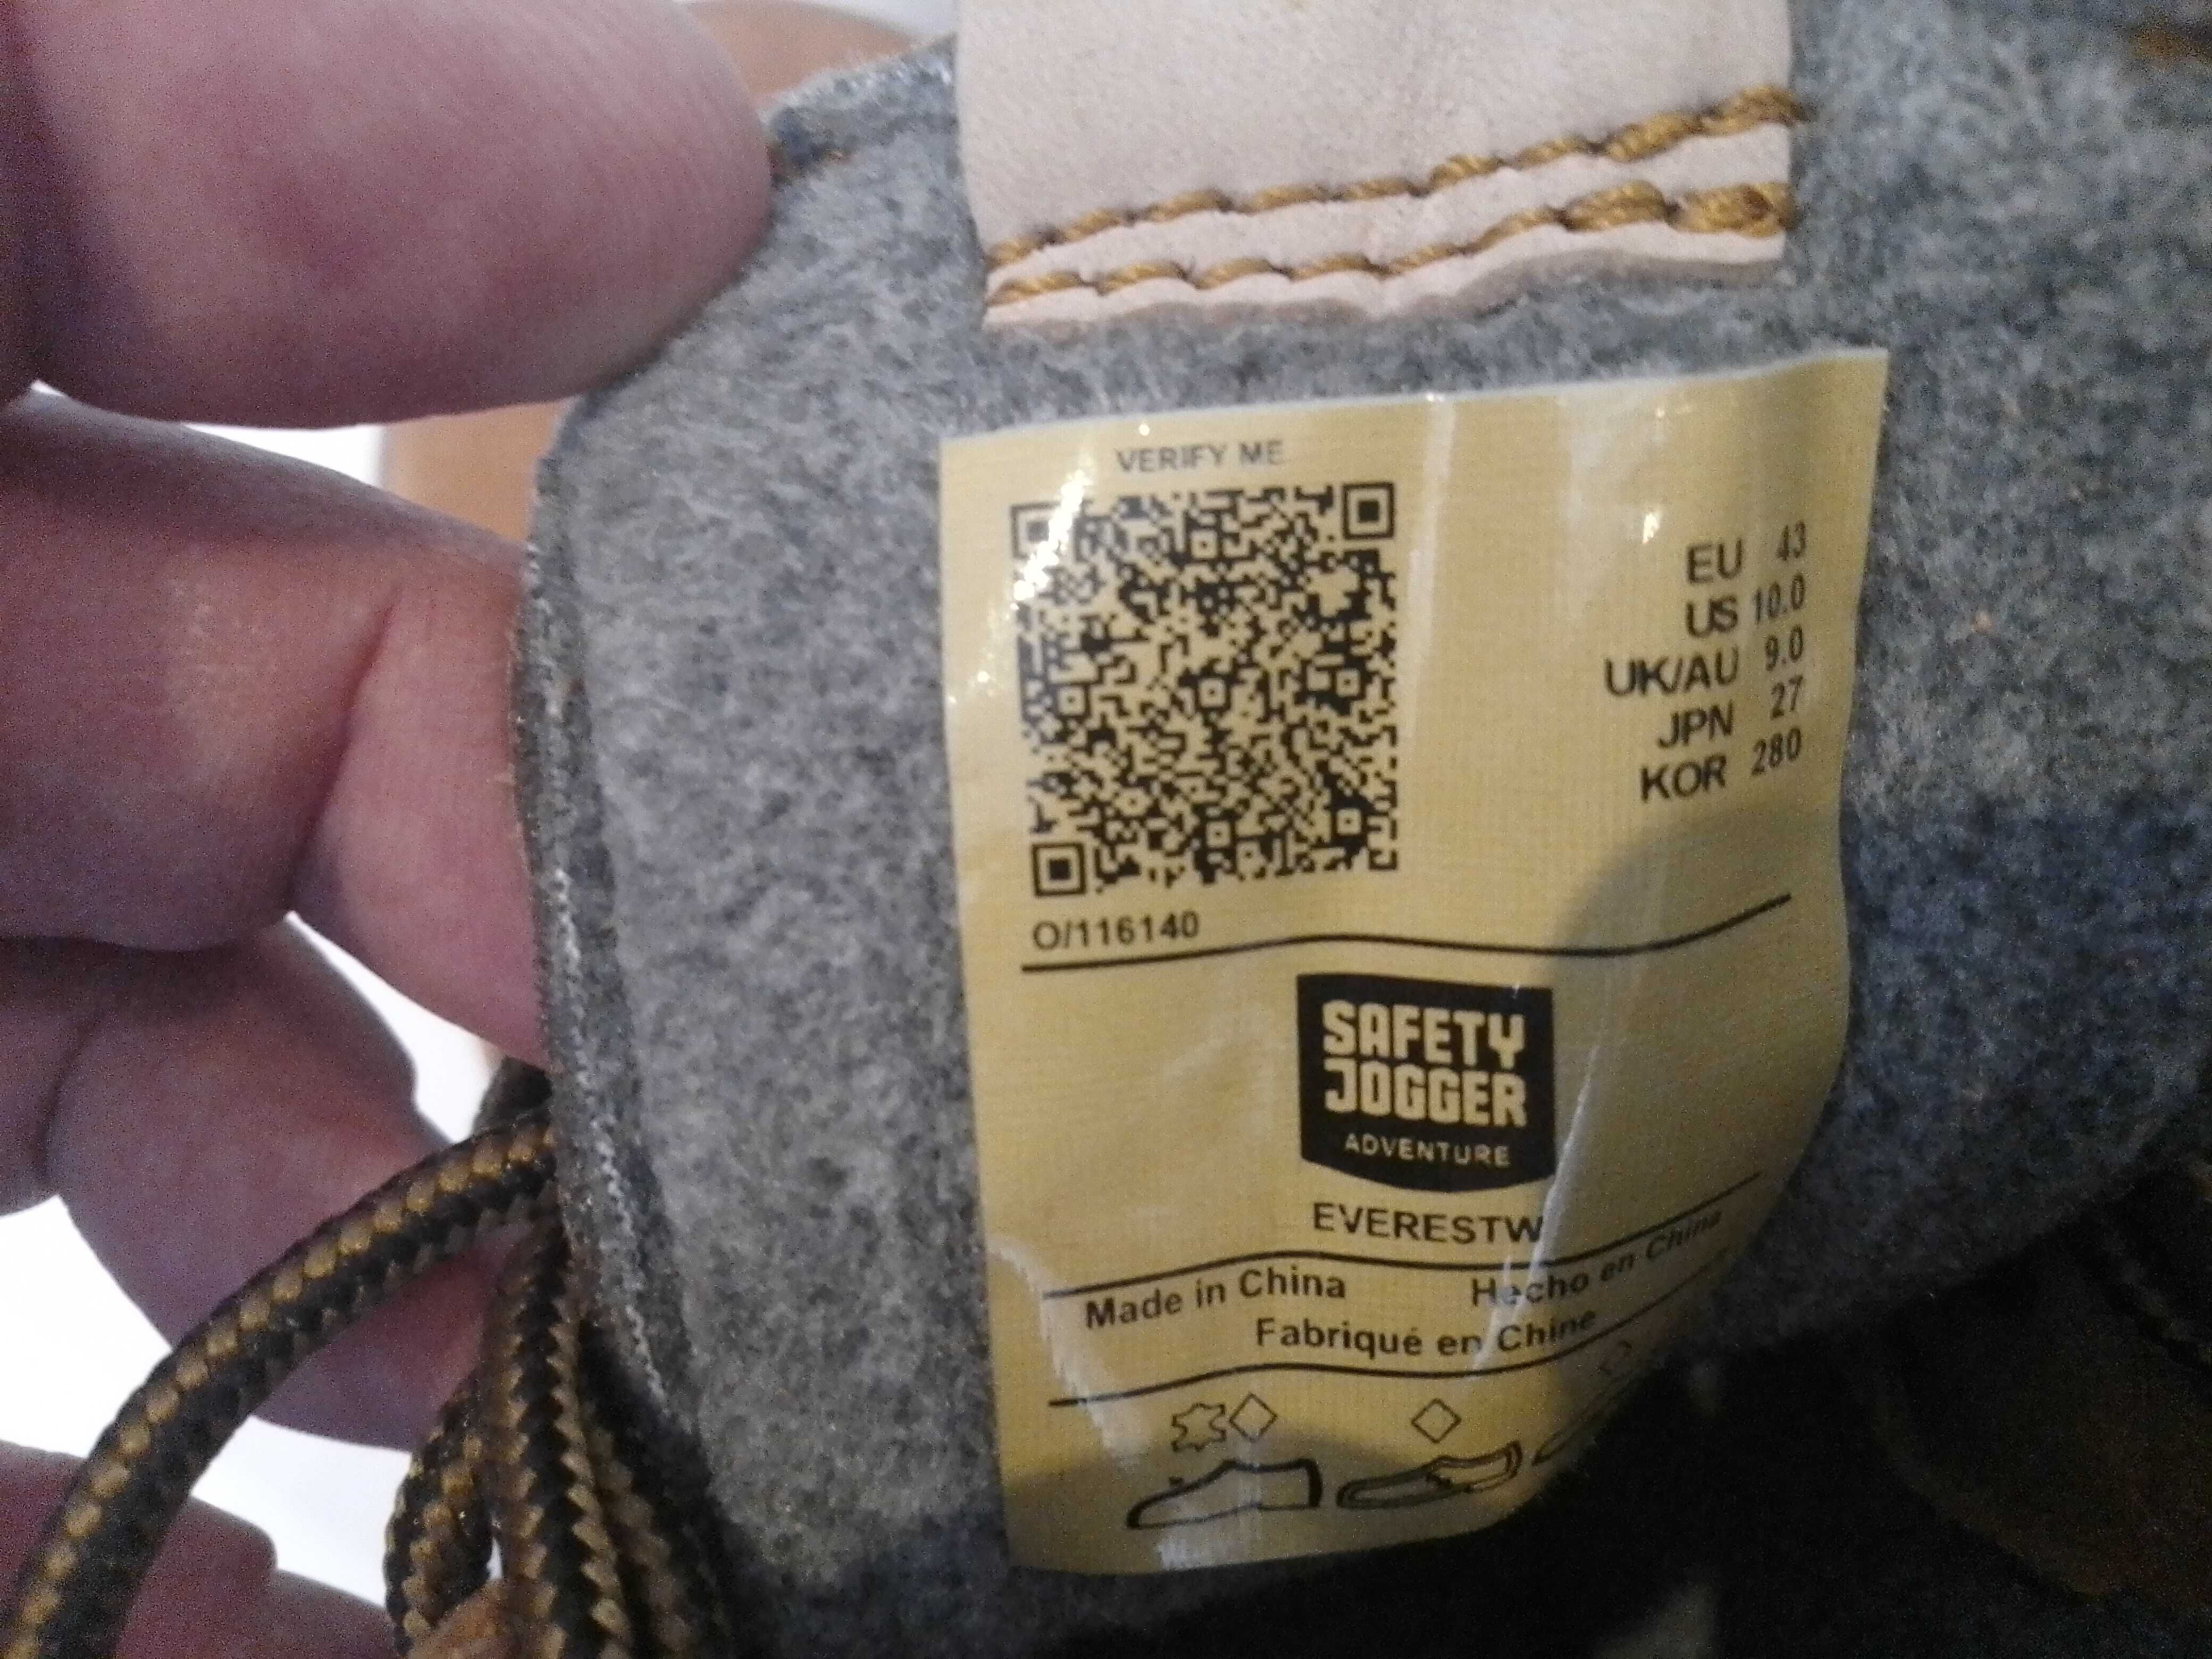 VERIFY ME
EU 43
US 10.0
UK/AU 9.0
JPN 27
KOR 280
O/116140
SAFETY
JOGGER
ADVENTURE
EVERESTW
Made in China Hecho en China
Fabriqué en Chine